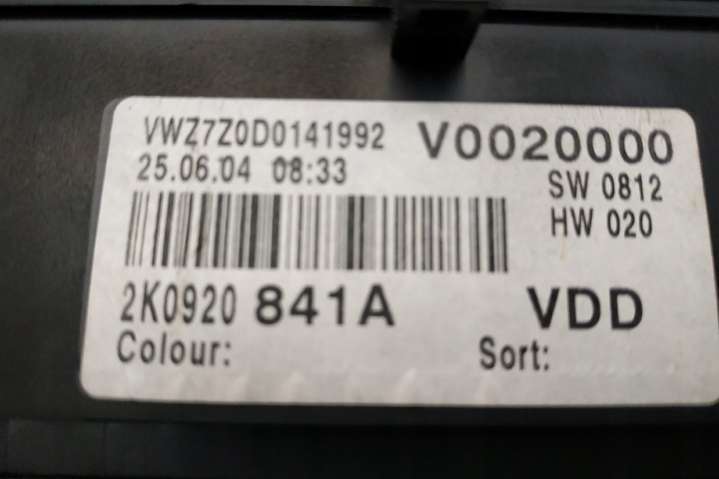 VWZ7Z0D0141992 V0020000
25.06.04 08:33 SW 0812
HW 020
2K0920 841A VDD
Colour: Sort: